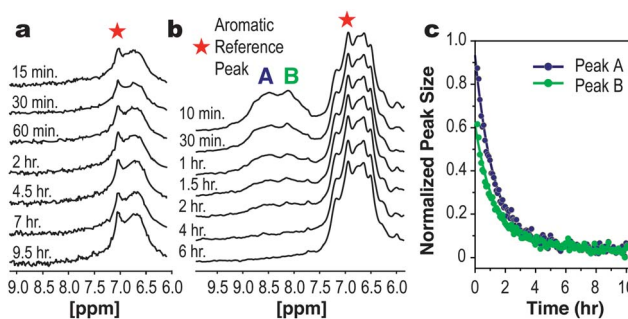 a
15 min.
30 min.
60 min.
2 hr.
4.5 hr.
7 hr.
9.5 hr.
9.0 8.5 8.0 7.5 7.0 6.5 6.0
[ppm]
b
Aromatic
Reference
Peak
A B
10 min.
30 min.
1 hr.
1.5 hr.
2 hr.
4 hr.
6 hr.
9.5 9.0 8.5 8.0 7.5 7.0 6.5 6.0
[ppm]
c
Normalized Peak Size
1.0
0.8
0.6
0.4
0.2
0
Peak A
Peak B
0 2 4 6 8 10
Time (hr)